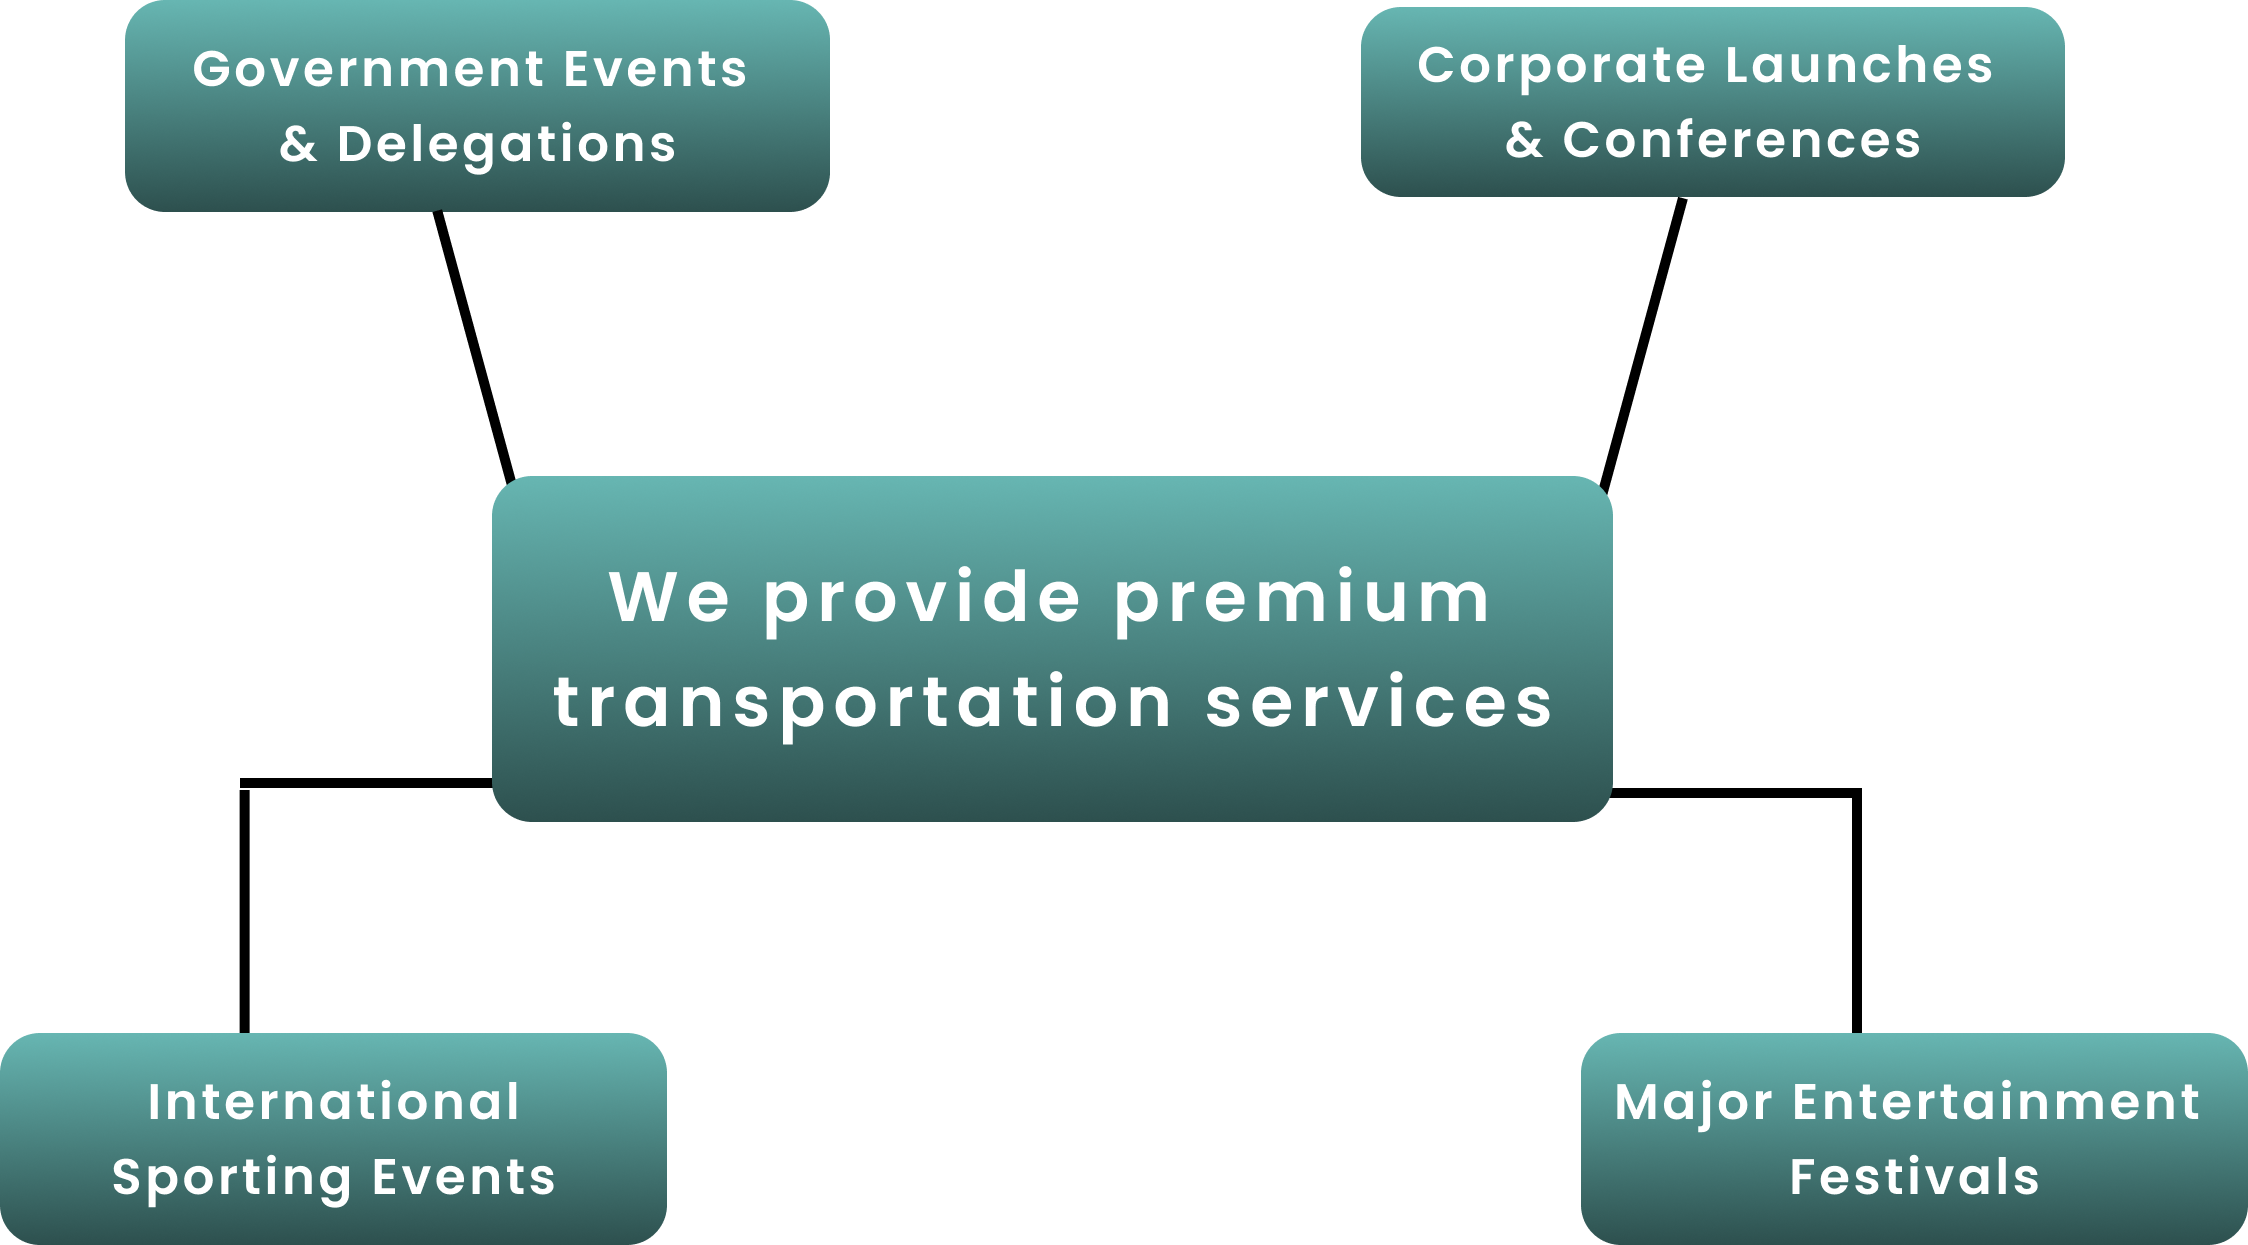 Government Events
& Delegations
Corporate Launches
& Conferences
We provide premium
transportation services
International
Sporting Events
Major Entertainment
Festivals